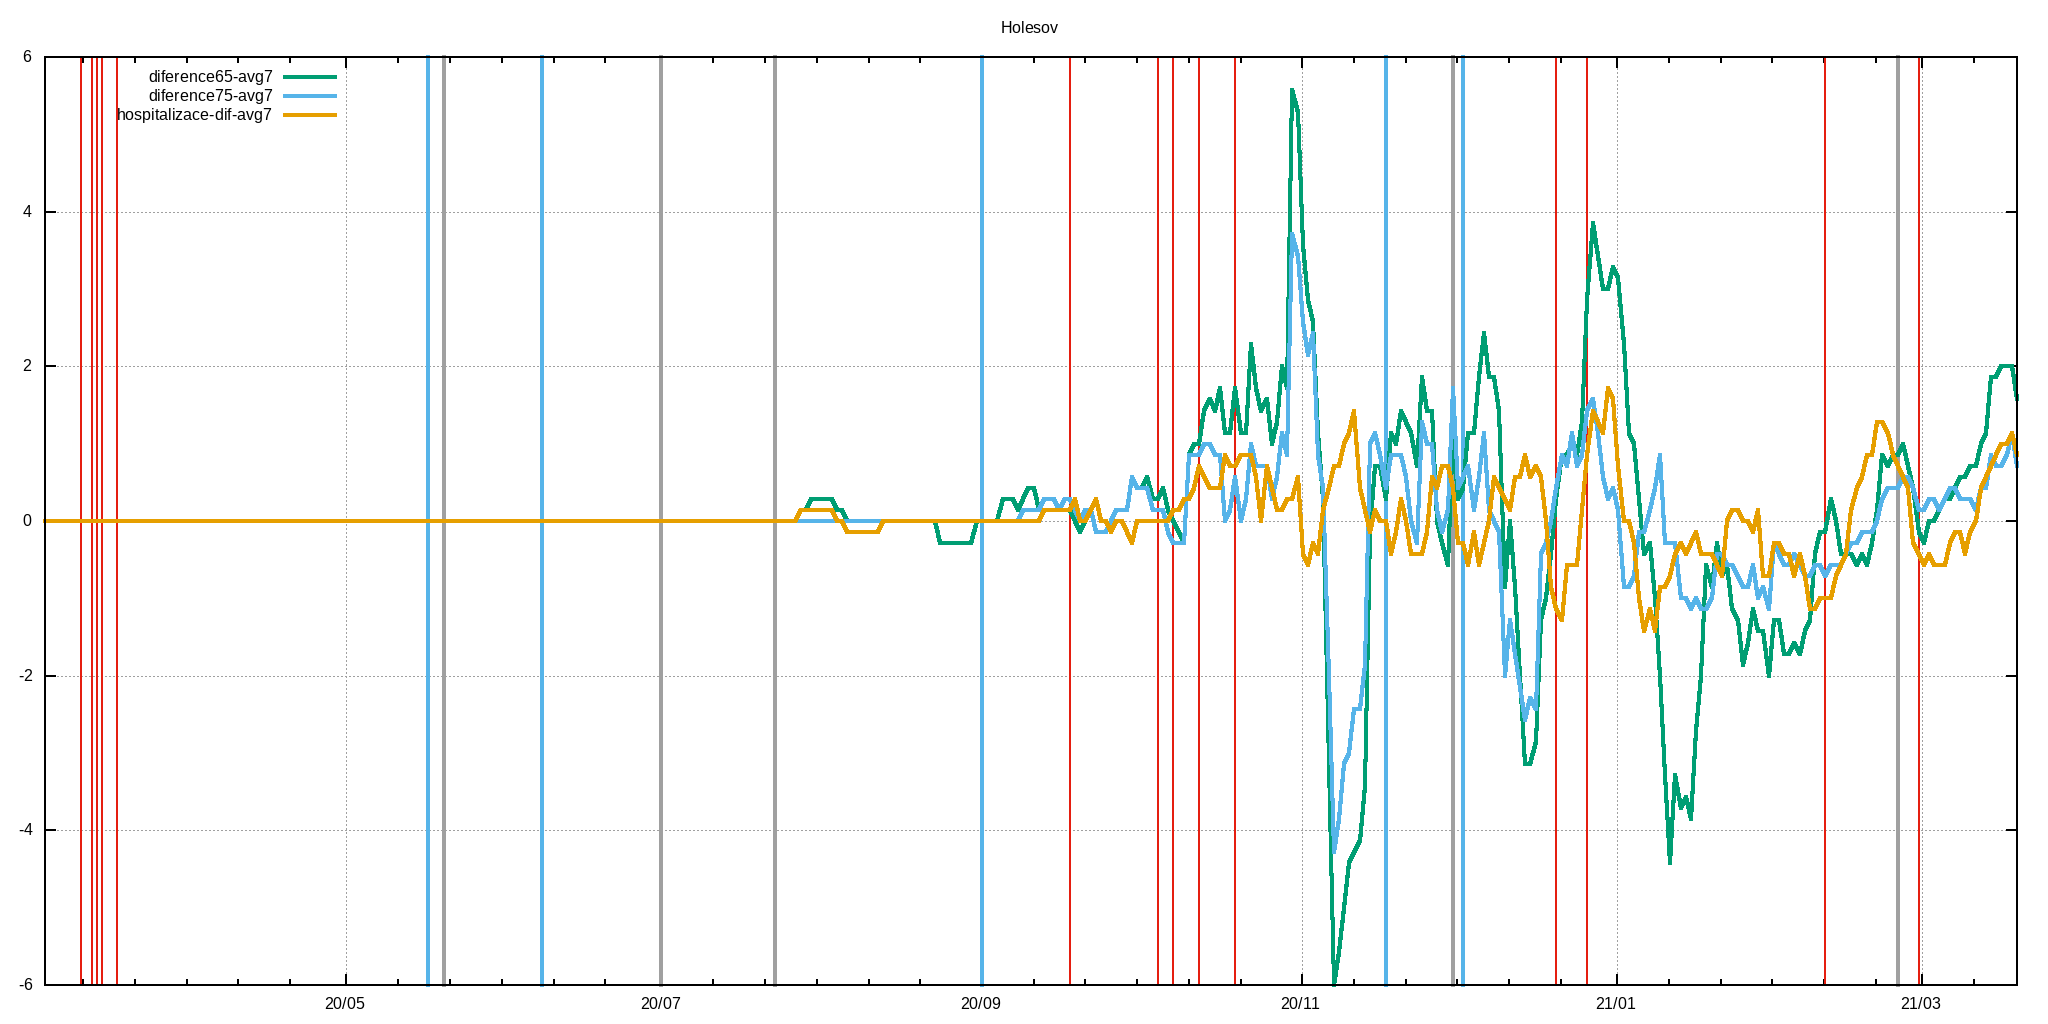 Holesov
6
diference65-avg7
diference75-avg7
hospitalizace-dif-avg7
4
2
0
-2
-4
-6
20/05 20/07 20/09 20/11 21/01 21/03